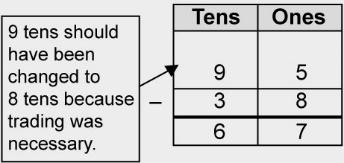 9 tens should
have been
changed to
8 tens because
trading was
necessary.
Tens Ones
9 5
– 3 8
6 7